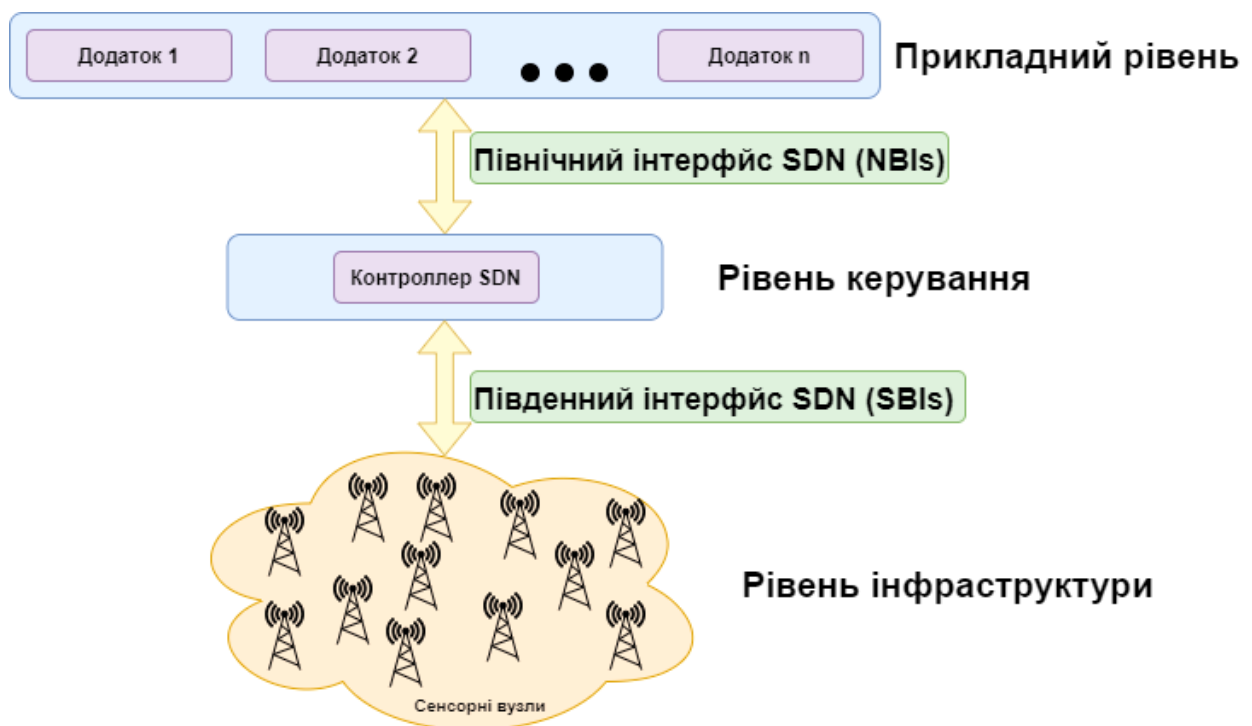 Додаток 1
Додаток 2
Додаток n
Прикладний рівень
Північний інтерфйс SDN (NBIs)
Контроллер SDN
Рівень керування
Південний інтерфйс SDN (SBIs)
Рівень інфраструктури
Сенсорні вузли